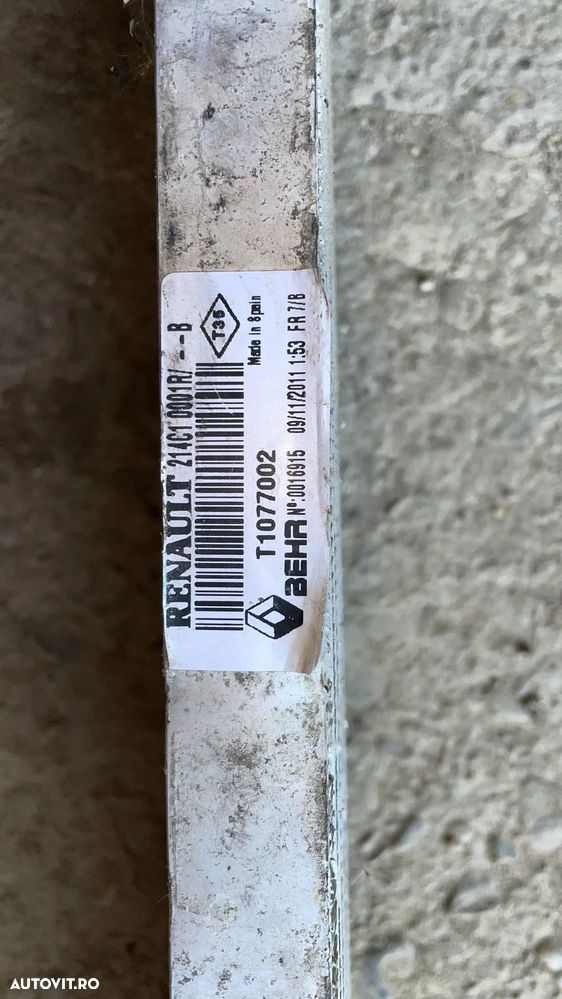 RENAULT 214C1 0001R/ --B
T35
T1077002
Made in Spain
BEHR Nº:0016915 09/11/2011 1:53 FR 7/B
AUTOVIT.RO